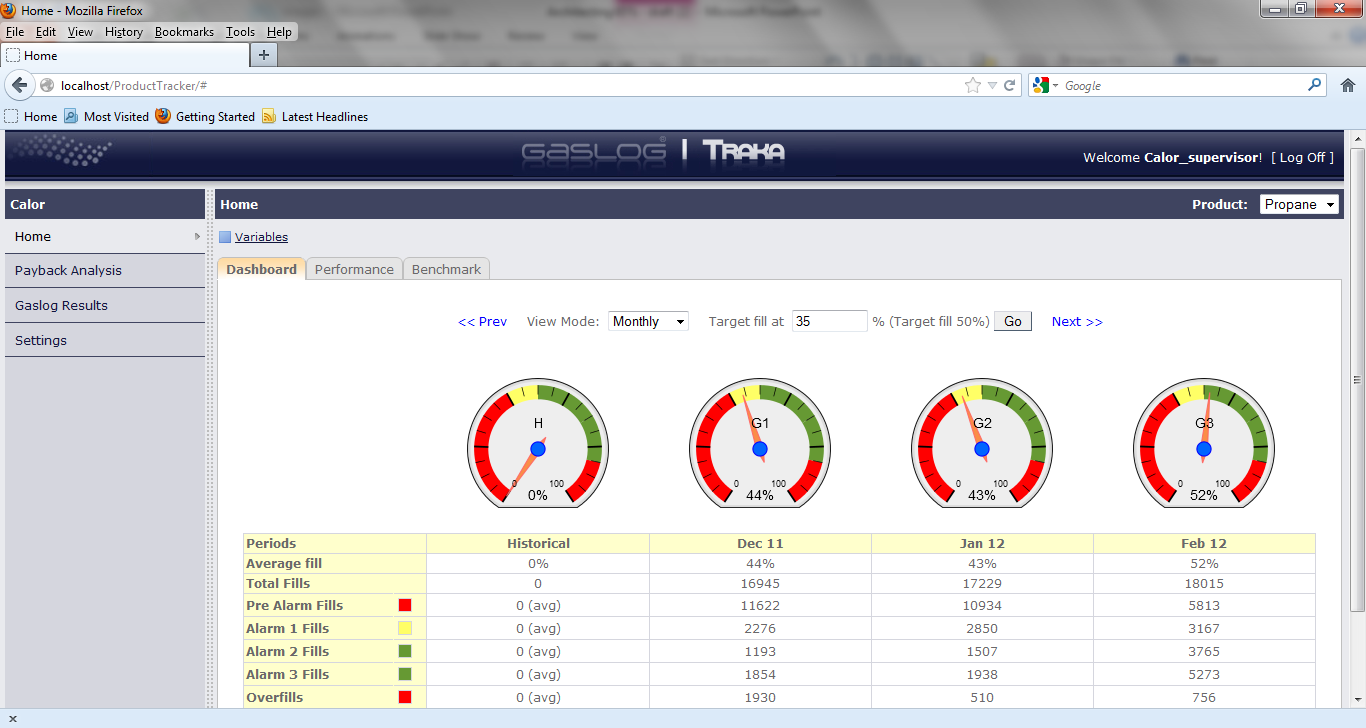 Home - Mozilla Firefox
File Edit View History Bookmarks Tools Help
Home +
localhost/ProductTracker/# Google
Home Most Visited Getting Started Latest Headlines
GASLOG® | TRAKA Welcome Calor_supervisor! [ Log Off ]
Calor Home Product: Propane
Home
Variables
Payback Analysis
Gaslog Results
Settings
Dashboard Performance Benchmark
<< Prev View Mode: Monthly Target fill at 35 % (Target fill 50%) Go Next >>
H G1 G2 G3
0 100 0 100 0 100 0 100
0% 44% 43% 52%
Periods Historical Dec 11 Jan 12 Feb 12
Average fill 0% 44% 43% 52%
Total Fills 0 16945 17229 18015
Pre Alarm Fills 0 (avg) 11622 10934 5813
Alarm 1 Fills 0 (avg) 2276 2850 3167
Alarm 2 Fills 0 (avg) 1193 1507 3765
Alarm 3 Fills 0 (avg) 1854 1938 5273
Overfills 0 (avg) 1930 510 756